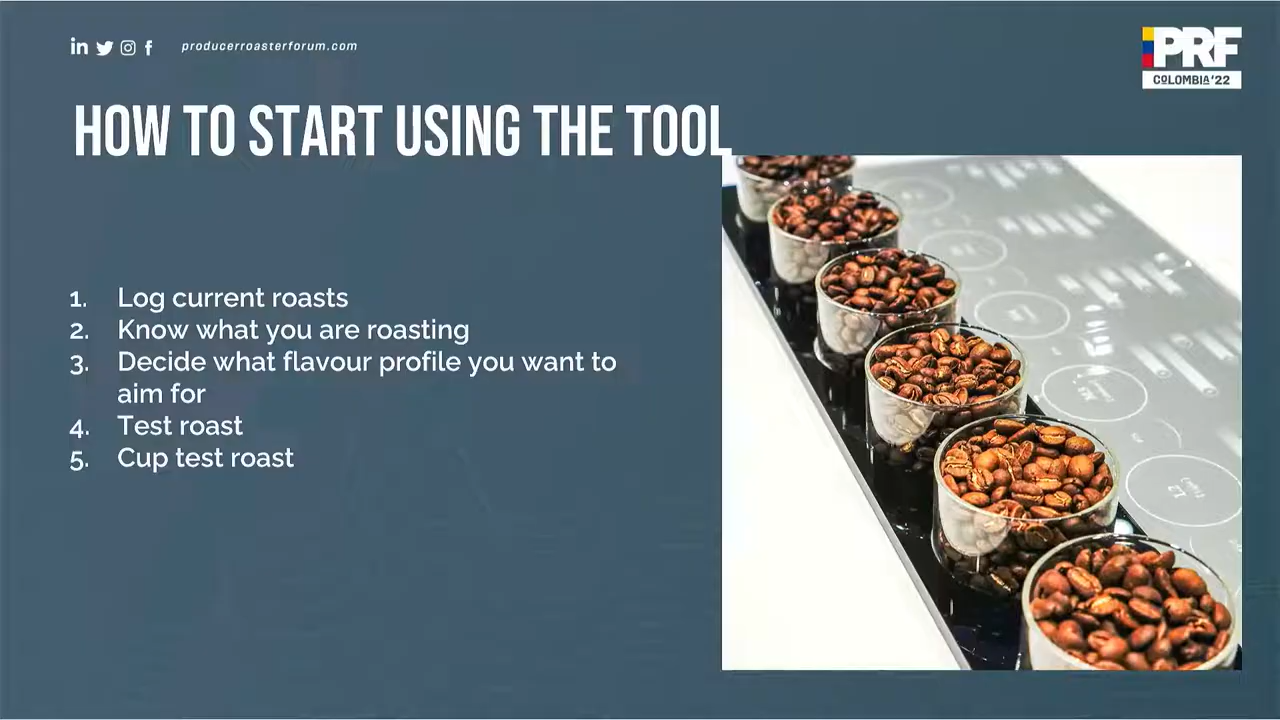 in producerroasterforum.com
PRF
COLOMBIA '22
HOW TO START USING THE TOOL
1. Log current roasts
2. Know what you are roasting
3. Decide what flavour profile you want to
aim for
4. Test roast
5. Cup test roast